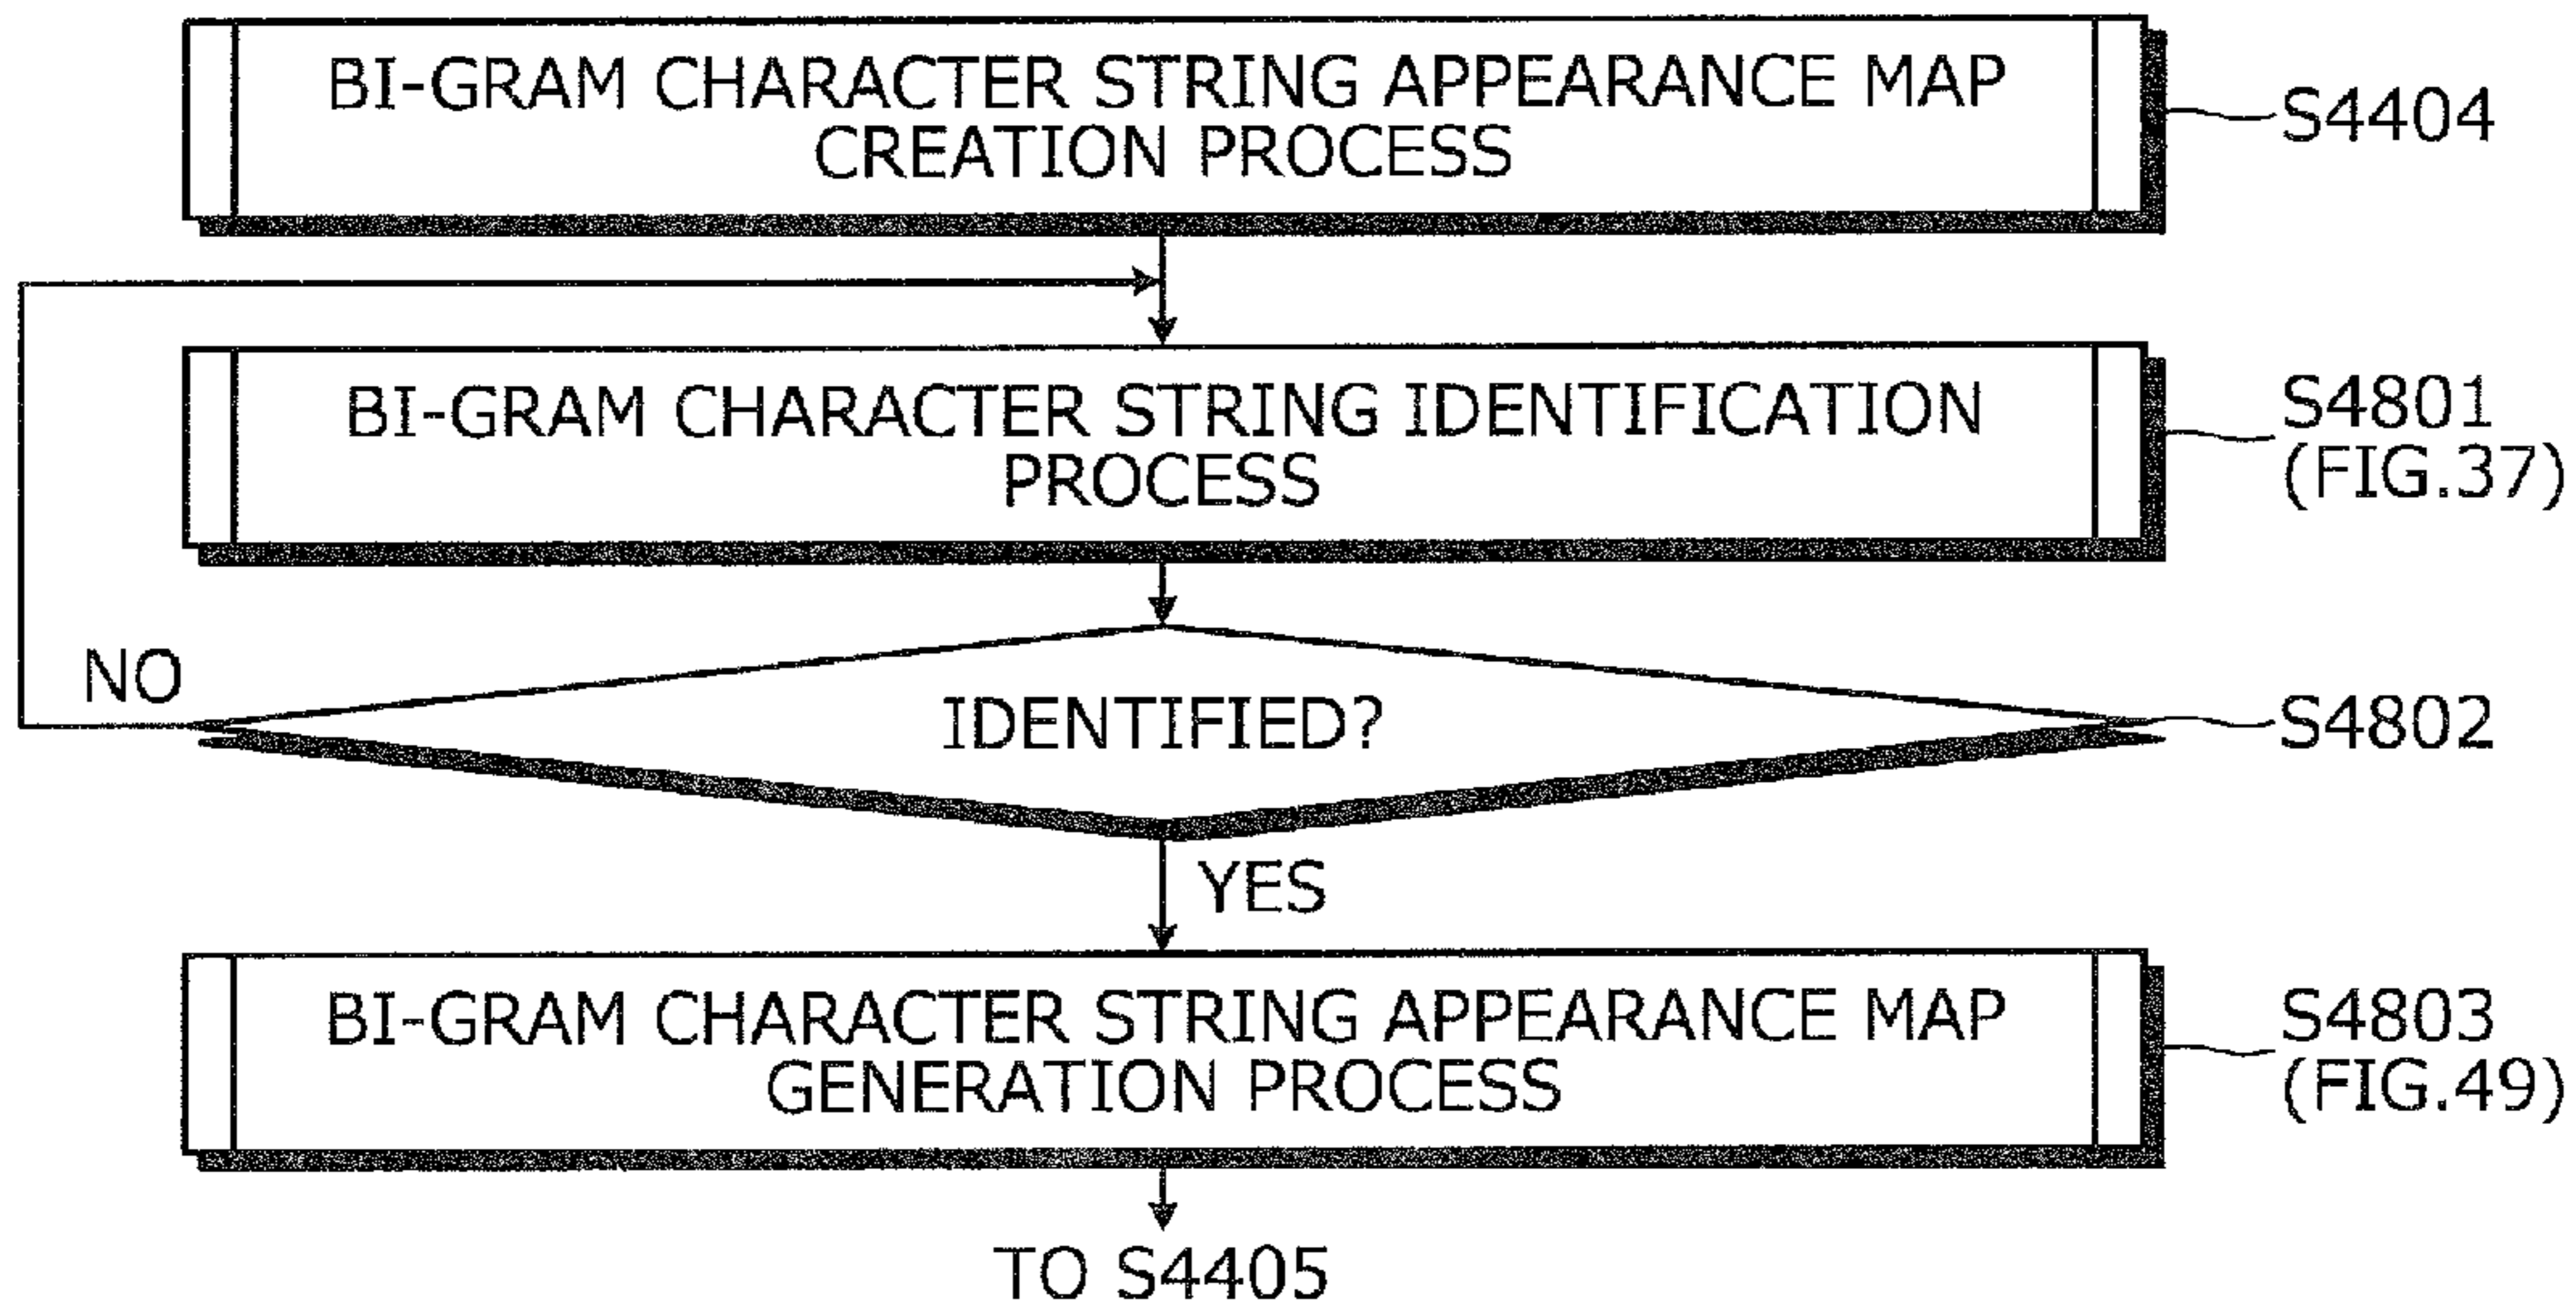 BI-GRAM CHARACTER STRING APPEARANCE MAP
CREATION PROCESS
S4404
BI-GRAM CHARACTER STRING IDENTIFICATION
PROCESS
S4801
(FIG.37)
NO
IDENTIFIED?
S4802
YES
BI-GRAM CHARACTER STRING APPEARANCE MAP
GENERATION PROCESS
S4803
(FIG.49)
TO S4405